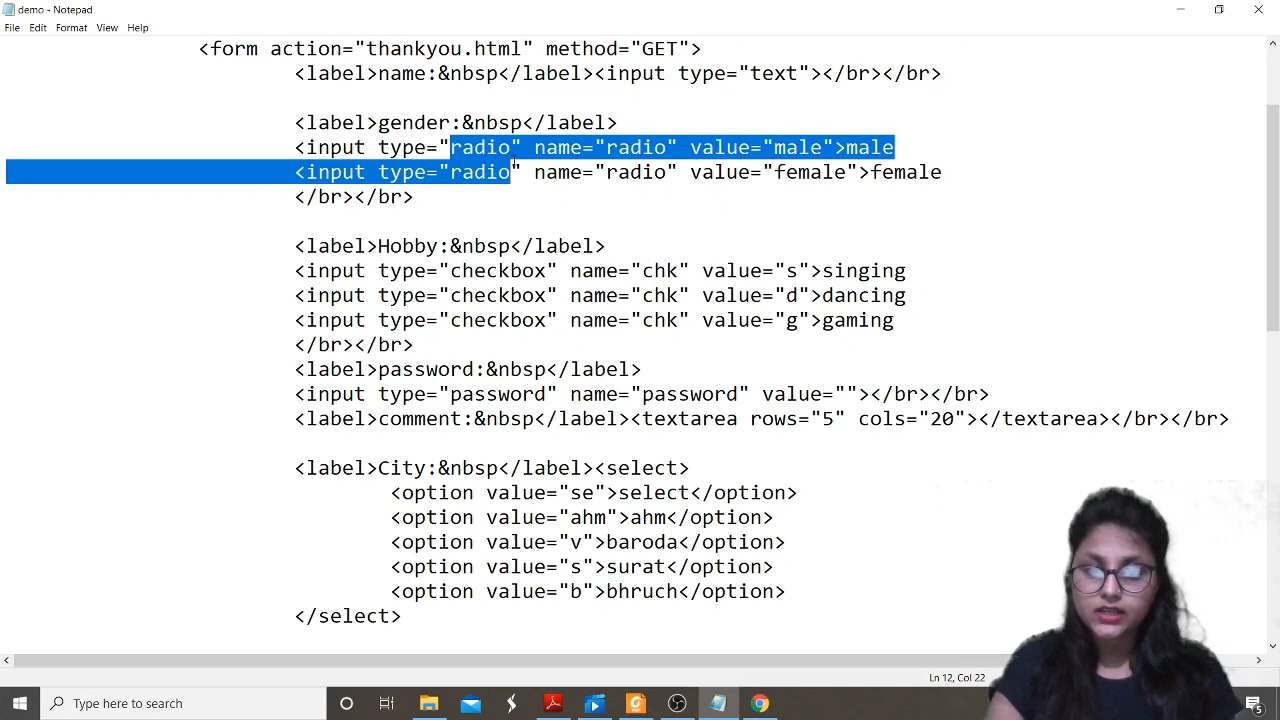 demo - Notepad
File Edit Format View Help
<form action="thankyou.html" method="GET">
<label>name:&nbsp</label><input type="text"></br></br>
<label>gender:&nbsp</label>
<input type="radio" name="radio" value="male">male
<input type="radio" name="radio" value="female">female
</br></br>
<label>Hobby:&nbsp</label>
<input type="checkbox" name="chk" value="s">singing
<input type="checkbox" name="chk" value="d">dancing
<input type="checkbox" name="chk" value="g">gaming
</br></br>
<label>password:&nbsp</label>
<input type="password" name="password" value=""></br></br>
<label>comment:&nbsp</label><textarea rows="5" cols="20"></textarea></br></br>
<label>City:&nbsp</label><select>
<option value="se">select</option>
<option value="ahm">ahm</option>
<option value="v">baroda</option>
<option value="s">surat</option>
<option value="b">bhruch</option>
</select>
Ln 12, Col 22
Type here to search
5